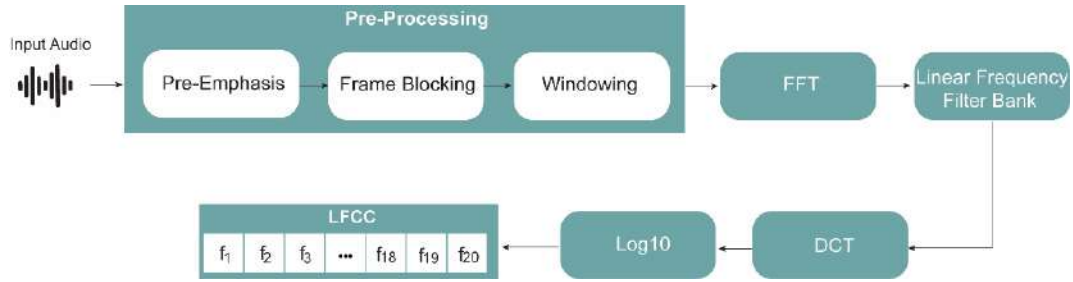 Pre-Processing
Input Audio
Pre-Emphasis
Frame Blocking
Windowing
FFT
Linear Frequency
Filter Bank
DCT
Log10
LFCC
f1 f2 f3 ... f18 f19 f20